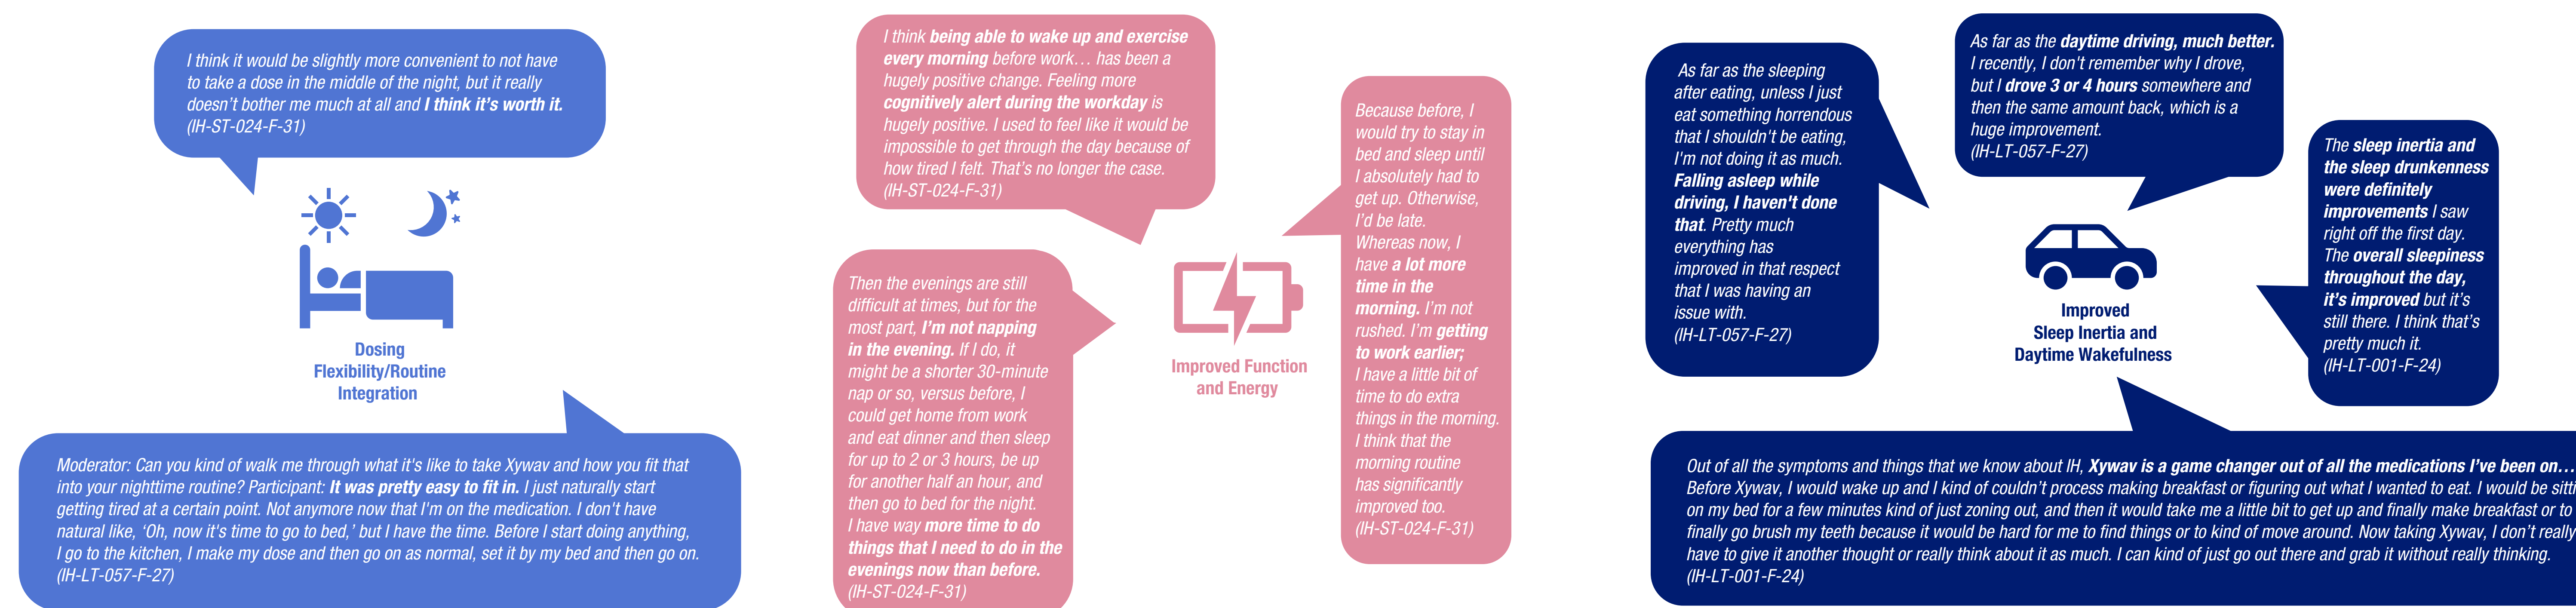 I think it would be slightly more convenient to not have
to take a dose in the middle of the night, but it really
doesn't bother me much at all and I think it's worth it.
(IH-ST-024-F-31)
Dosing
Flexibility/Routine
Integration
Moderator: Can you kind of walk me through what it's like to take Xywav and how you fit that
into your nighttime routine? Participant: It was pretty easy to fit in. I just naturally start
getting tired at a certain point. Not anymore now that I'm on the medication. I don't have
natural like, ‘Oh, now it's time to go to bed,’ but I have the time. Before I start doing anything,
I go to the kitchen, I make my dose and then go on as normal, set it by my bed and then go on.
(IH-LT-057-F-27)
I think being able to wake up and exercise
every morning before work… has been a
hugely positive change. Feeling more
cognitively alert during the workday is
hugely positive. I used to feel like it would be
impossible to get through the day because of
how tired I felt. That’s no longer the case.
(IH-ST-024-F-31)
Then the evenings are still
difficult at times, but for the
most part, I’m not napping
in the evening. If I do, it
might be a shorter 30-minute
nap or so, versus before, I
could get home from work
and eat dinner and then sleep
for up to 2 or 3 hours, be up
for another half an hour, and
then go to bed for the night.
I have way more time to do
things that I need to do in the
evenings now than before.
(IH-ST-024-F-31)
Improved Function
and Energy
Because before, I
would try to stay in
bed and sleep until
I absolutely had to
get up. Otherwise,
I’d be late.
Whereas now, I
have a lot more
time in the
morning. I’m not
rushed. I’m getting
to work earlier;
I have a little bit of
time to do extra
things in the morning.
I think that the
morning routine
has significantly
improved too.
(IH-ST-024-F-31)
As far as the sleeping
after eating, unless I just
eat something horrendous
that I shouldn't be eating,
I'm not doing it as much.
Falling asleep while
driving, I haven't done
that. Pretty much
everything has
improved in that respect
that I was having an
issue with.
(IH-LT-057-F-27)
As far as the daytime driving, much better.
I recently, I don't remember why I drove,
but I drove 3 or 4 hours somewhere and
then the same amount back, which is a
huge improvement.
(IH-LT-057-F-27)
The sleep inertia and
the sleep drunkenness
were definitely
improvements I saw
right off the first day.
The overall sleepiness
throughout the day,
it’s improved but it’s
still there. I think that’s
pretty much it.
(IH-LT-001-F-24)
Improved
Sleep Inertia and
Daytime Wakefulness
Out of all the symptoms and things that we know about IH, Xywav is a game changer out of all the medications I’ve been on…
Before Xywav, I would wake up and I kind of couldn’t process making breakfast or figuring out what I wanted to eat. I would be
on my bed for a few minutes kind of just zoning out, and then it would take me a little bit to get up and finally make breakfast or to
finally go brush my teeth because it would be hard for me to find things or to kind of move around. Now taking Xywav, I don’t really
have to give it another thought or really think about it as much. I can kind of just go out there and grab it without really thinking.
(IH-LT-001-F-24)